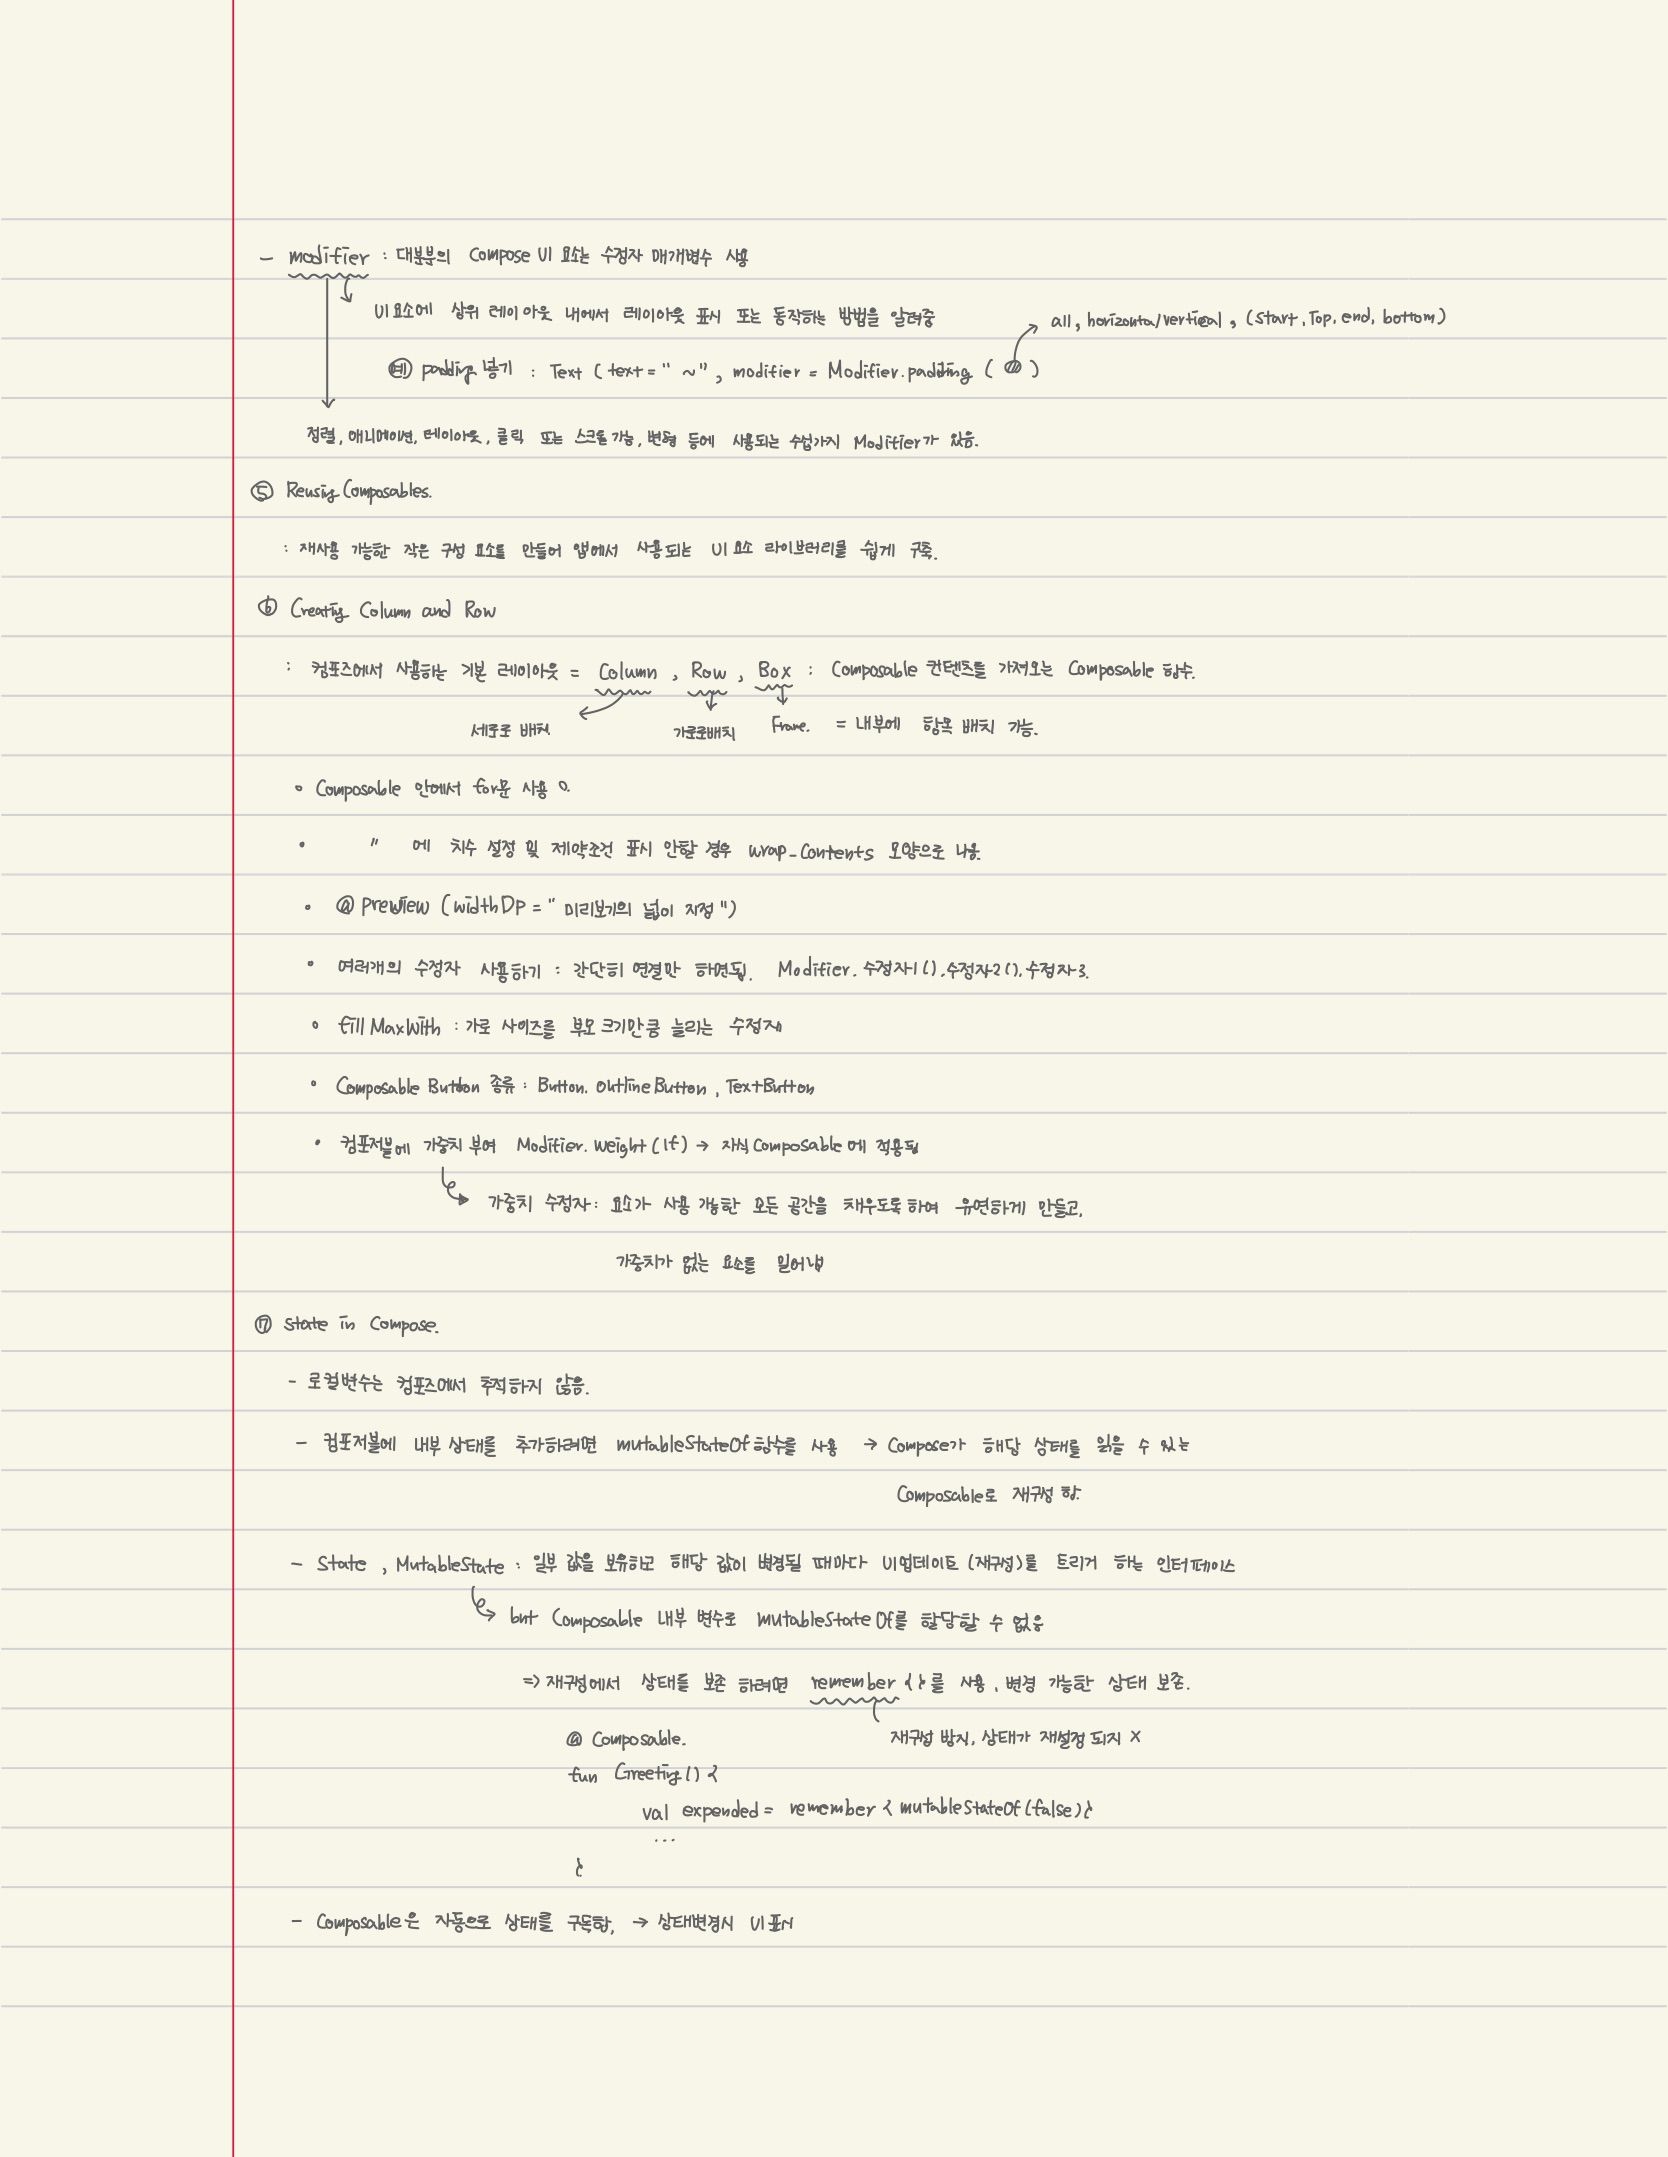 - modifier : 대부분의 Compose UI 요소는 수정자 매개변수 사용
UI 요소에 상위 레이아웃 내에서 레이아웃 표시 또는 동작하는 방법을 알려줌
all, horizontal/vertical, (start, Top, end, bottom)
예 padding 넣기 : Text ( text = " ~ ", modifier = Modifier.padding ( )
정렬, 애니메이션, 레이아웃, 클릭 또는 스크롤 가능, 변형 등에 사용되는 수십가지 Modifier가 있음.
⑤ Reusing Composables.
: 재사용 가능한 작은 구성 요소를 만들어 앱에서 사용되는 UI 요소 라이브러리를 쉽게 구축.
⑥ Creating Column and Row
: 컴포즈에서 사용하는 기본 레이아웃 = Column , Row , Box : Composable 컨텐츠를 가져오는 Composable 함수.
세로로 배치 가로로배치 Frame. = 내부에 항목 배치 가능.
• Composable 안에서 for문 사용 O.
• " 에 치수 설정 및 제약조건 표시 안할 경우 wrap_Contents 모양으로 나옴.
• @ Preview (widthDp = " 미리보기의 넓이 지정 ")
• 여러개의 수정자 사용하기 : 간단히 연결만 하면됨. Modifier. 수정자1().수정자2().수정자3.
• fillMaxWith : 가로 사이즈를 부모 크기만큼 늘리는 수정자
• Composable Button 종류 : Button. OutlineButton , TextButton
• 컴포저블에 가중치 부여 Modifier. weight (1f) → 자식 Composable 에 적용됨
가중치 수정자 : 요소가 사용 가능한 모든 공간을 채우도록 하여 유연하게 만들고,
가중치가 없는 요소를 밀어냄
⑦ State in Compose.
- 로컬변수는 컴포즈에서 추적하지 않음.
- 컴포저블에 내부 상태를 추가하려면 mutableStateOf 함수를 사용 → Compose가 해당 상태를 읽을 수 있는
Composable로 재구성 함.
- State , MutableState : 일부 값을 보유하고 해당 값이 변경될 때마다 UI업데이트 (재구성)를 트리거 하는 인터페이스
but Composable 내부 변수로 mutableStateOf를 할당할 수 없음
=> 재구성에서 상태를 보존 하려면 remember {}를 사용, 변경 가능한 상태 보존.
@ Composable. 재구성 방지, 상태가 재설정 되지 X
fun Greeting() {
val expended = remember { mutableStateOf(false)}
...
}
- Composable은 자동으로 상태를 구독함, → 상태변경시 UI 표시